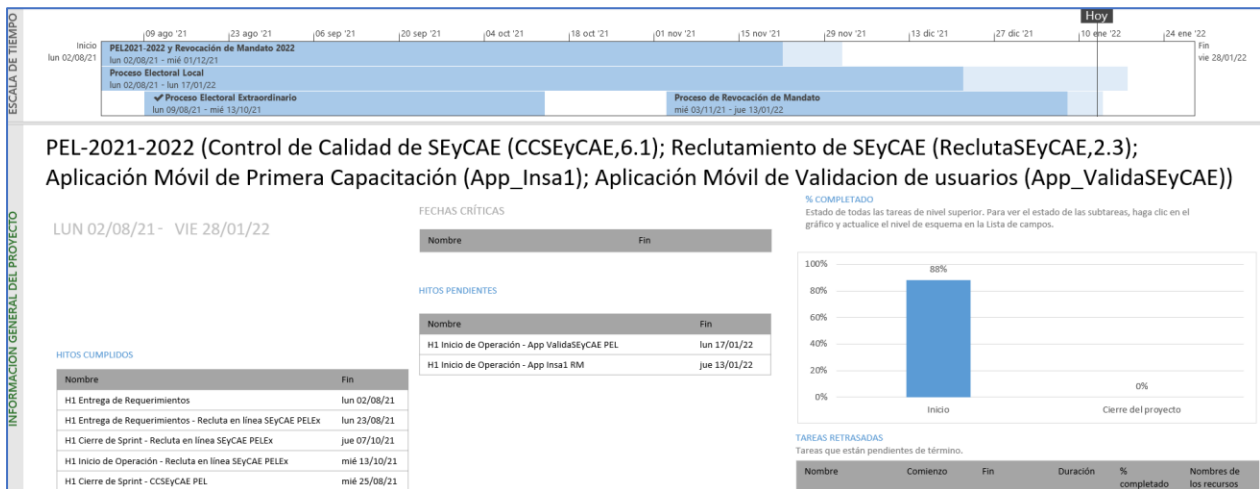 ESCALA DE TIEMPO
Hoy
09 ago '21 23 ago '21 06 sep '21 20 sep '21 04 oct '21 18 oct '21 01 nov '21 15 nov '21 29 nov '21 13 dic '21 27 dic '21 10 ene '22 24 ene '22
Inicio
lun 02/08/21
PEL2021-2022 y Revocación de Mandato 2022
lun 02/08/21 - mié 01/12/21
Fin
vie 28/01/22
Proceso Electoral Local
lun 02/08/21 - lun 17/01/22
✔Proceso Electoral Extraordinario
lun 09/08/21 - mié 13/10/21
Proceso de Revocación de Mandato
mié 03/11/21 - jue 13/01/22
INFORMACION GENERAL DEL PROYECTO
PEL-2021-2022 (Control de Calidad de SEyCAE (CCSEyCAE,6.1); Reclutamiento de SEyCAE (ReclutaSEyCAE,2.3);
Aplicación Móvil de Primera Capacitación (App_Insa1); Aplicación Móvil de Validacion de usuarios (App_ValidaSEyCAE))
LUN 02/08/21 - VIE 28/01/22
HITOS CUMPLIDOS
Nombre Fin
H1 Entrega de Requerimientos lun 02/08/21
H1 Entrega de Requerimientos - Recluta en línea SEyCAE PELEx lun 23/08/21
H1 Cierre de Sprint - Recluta en línea SEyCAE PELEx jue 07/10/21
H1 Inicio de Operación - Recluta en línea SEyCAE PELEx mié 13/10/21
H1 Cierre de Sprint - CCSEyCAE PEL mié 25/08/21
FECHAS CRÍTICAS
Nombre Fin
HITOS PENDIENTES
Nombre Fin
H1 Inicio de Operación - App ValidaSEyCAE PEL lun 17/01/22
H1 Inicio de Operación - App Insa1 RM jue 13/01/22
% COMPLETADO
Estado de todas las tareas de nivel superior. Para ver el estado de las subtareas, haga clic en el
gráfico y actualice el nivel de esquema en la Lista de campos.
100%
80%
60%
40%
20%
0%
88%
0%
Inicio Cierre del proyecto
TAREAS RETRASADAS
Tareas que están pendientes de término.
Nombre Comienzo Fin Duración % completado Nombres de los recursos